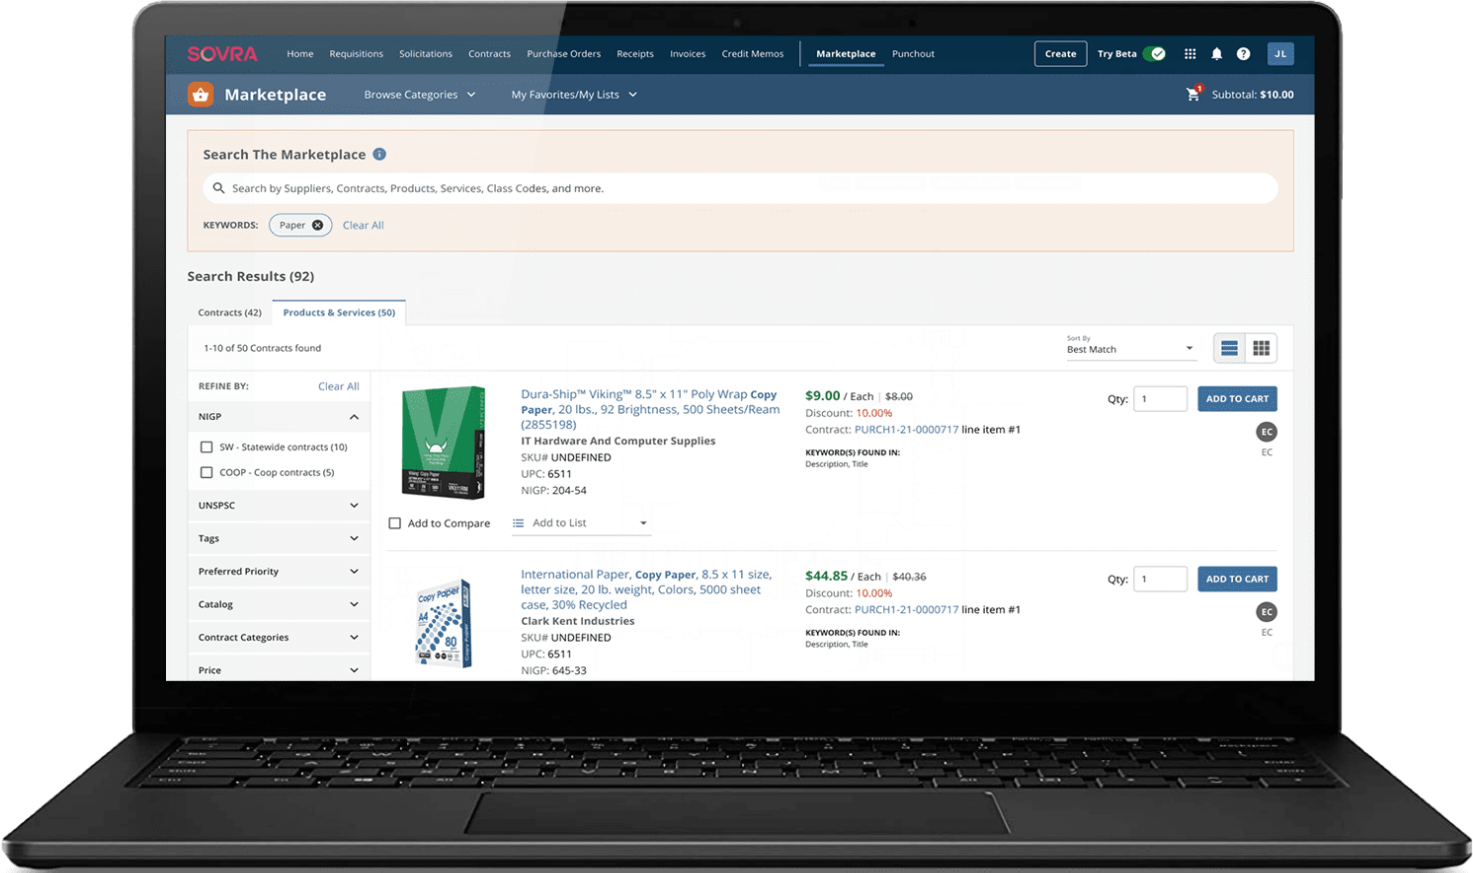 SOVRA
Home Requisitions Solicitations Contracts Purchase Orders Receipts Invoices Credit Memos Marketplace Punchout Create Try Beta ? JL
Marketplace Browse Categories My Favorites/My Lists 1 Subtotal: $10.00
Search The Marketplace i
Search by Suppliers, Contracts, Products, Services, Class Codes, and more.
KEYWORDS: Paper Clear All
Search Results (92)
Contracts (42) Products & Services (50)
1-10 of 50 Contracts found
Sort By
Best Match
REFINE BY: Clear All
NIGP
SW - Statewide contracts (10)
COOP - Coop contracts (5)
UNSPSC
Tags
Preferred Priority
Catalog
Contract Categories
Price
VIKING
Dura-Ship™ Viking™ 8.5" x 11" Poly Wrap Copy
Paper, 20 lbs., 92 Brightness, 500 Sheets/Ream
(2855198)
IT Hardware And Computer Supplies
SKU# UNDEFINED
UPC: 6511
NIGP: 204-54
$9.00 / Each | $8.00
Discount: 10.00%
Contract: PURCH1-21-0000717 line item #1
KEYWORD(S) FOUND IN:
Description, Title
Qty: 1 ADD TO CART
EC
EC
Add to Compare Add to List
Copy Paper
A4
80
International Paper, Copy Paper, 8.5 x 11 size,
letter size, 20 lb. weight, Colors, 5000 sheet
case, 30% Recycled
Clark Kent Industries
SKU# UNDEFINED
UPC: 6511
NIGP: 645-33
$44.85 / Each | $40.36
Discount: 10.00%
Contract: PURCH1-21-0000717 line item #1
KEYWORD(S) FOUND IN:
Description, Title
Qty: 1 ADD TO CART
EC
EC